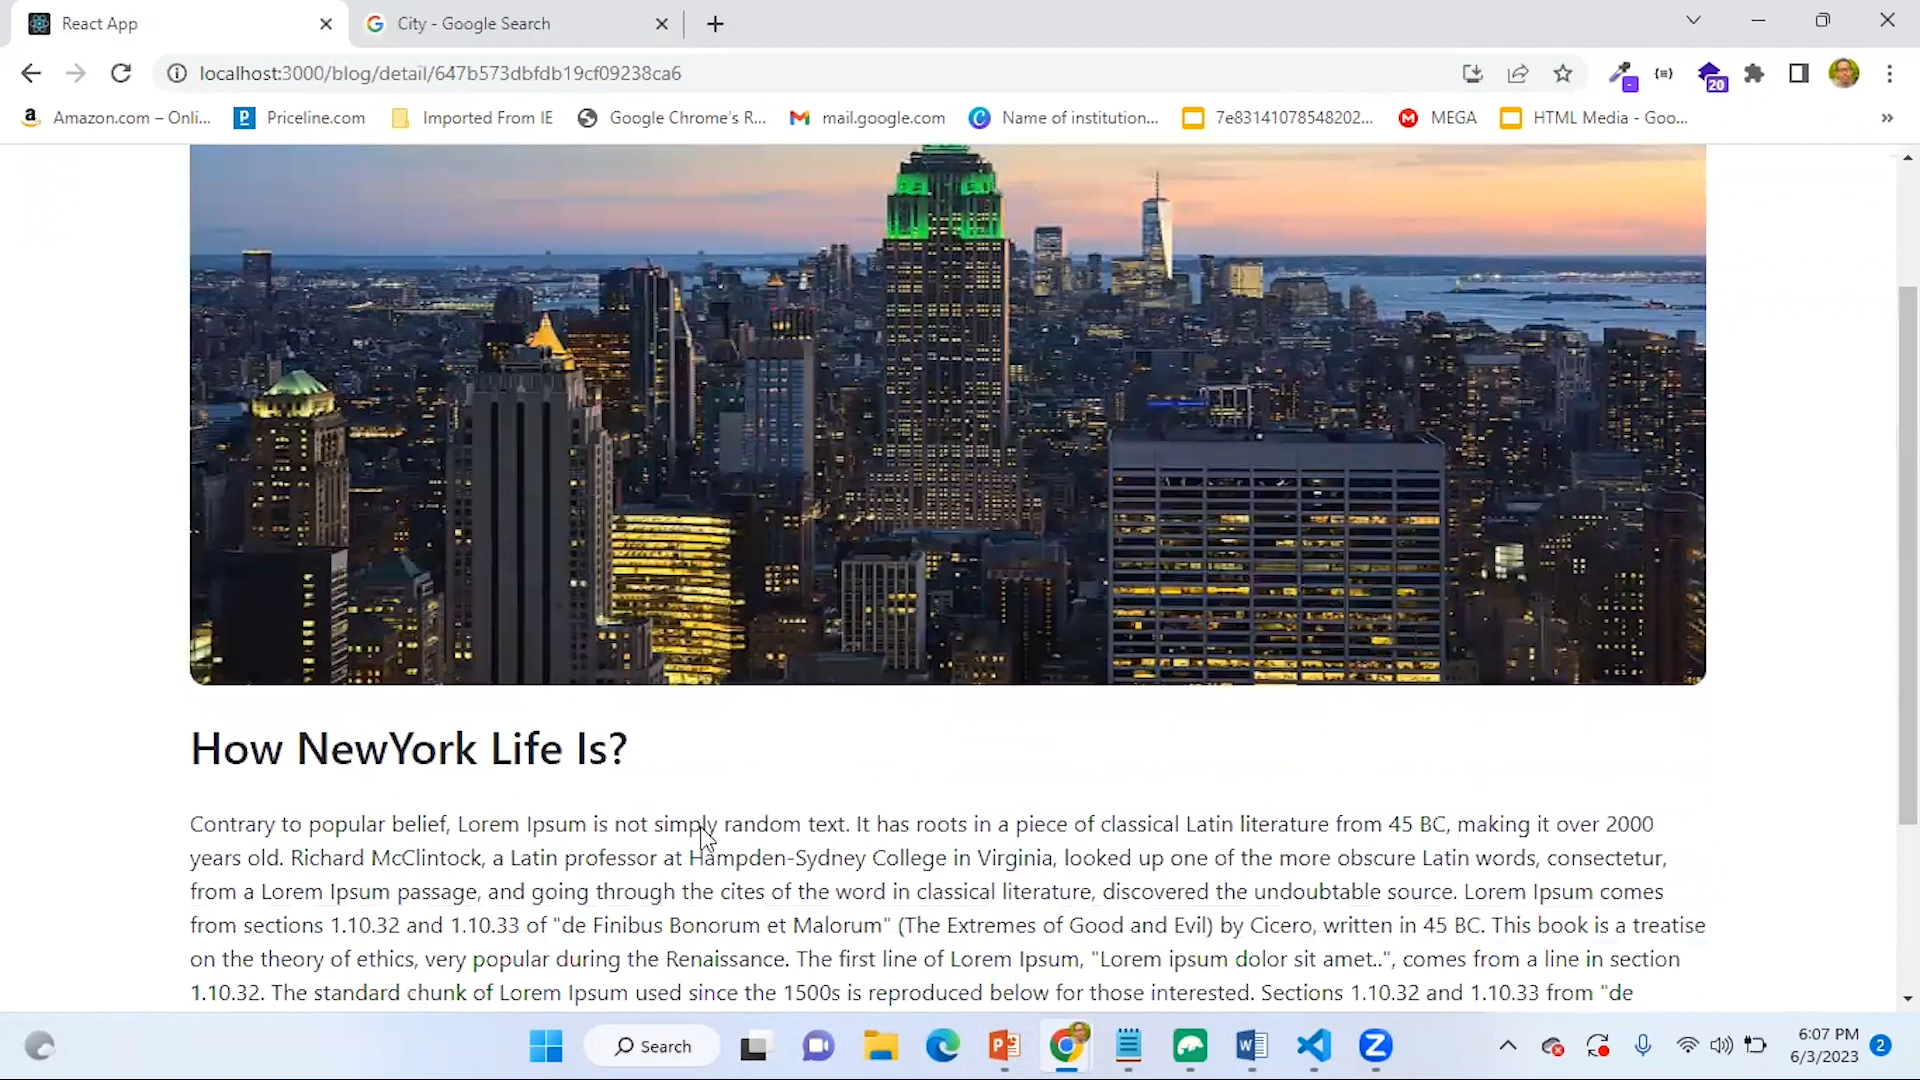 React App
City - Google Search
localhost:3000/blog/detail/647b573dbfdb19cf09238ca6
20
Amazon.com – Onli...
Priceline.com
Imported From IE
Google Chrome's R...
mail.google.com
Name of institution...
7e83141078548202...
MEGA
HTML Media - Goo...
»
How NewYork Life Is?
Contrary to popular belief, Lorem Ipsum is not simply random text. It has roots in a piece of classical Latin literature from 45 BC, making it over 2000
years old. Richard McClintock, a Latin professor at Hampden-Sydney College in Virginia, looked up one of the more obscure Latin words, consectetur,
from a Lorem Ipsum passage, and going through the cites of the word in classical literature, discovered the undoubtable source. Lorem Ipsum comes
from sections 1.10.32 and 1.10.33 of "de Finibus Bonorum et Malorum" (The Extremes of Good and Evil) by Cicero, written in 45 BC. This book is a treatise
on the theory of ethics, very popular during the Renaissance. The first line of Lorem Ipsum, "Lorem ipsum dolor sit amet..", comes from a line in section
1.10.32. The standard chunk of Lorem Ipsum used since the 1500s is reproduced below for those interested. Sections 1.10.32 and 1.10.33 from "de
Search
6:07 PM
6/3/2023
2